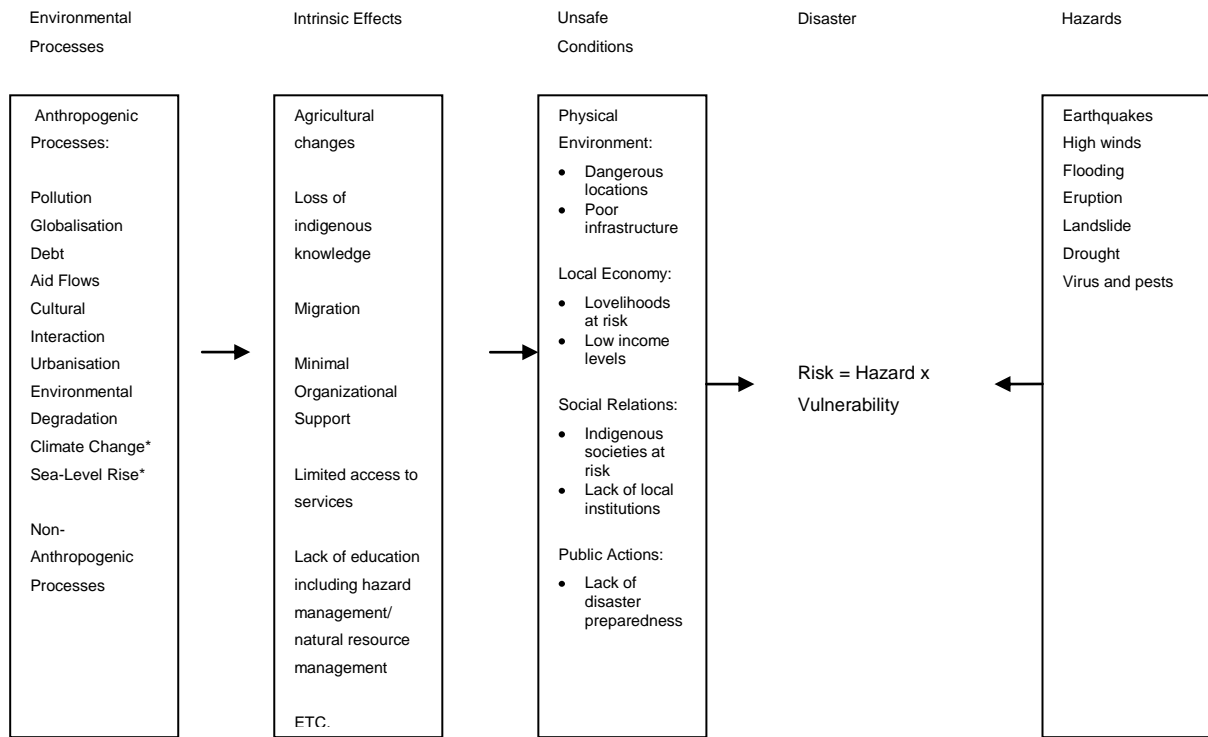 Environmental
Processes
Intrinsic Effects
Unsafe
Conditions
Disaster
Hazards
Anthropogenic
Processes:
Pollution
Globalisation
Debt
Aid Flows
Cultural
Interaction
Urbanisation
Environmental
Degradation
Climate Change*
Sea-Level Rise*
Non-
Anthropogenic
Processes
Agricultural
changes
Loss of
indigenous
knowledge
Migration
Minimal
Organizational
Support
Limited access to
services
Lack of education
including hazard
management/
natural resource
management
ETC.
Physical
Environment:
• Dangerous
locations
• Poor
infrastructure
Local Economy:
• Lovelihoods
at risk
• Low income
levels
Social Relations:
• Indigenous
societies at
risk
• Lack of local
institutions
Public Actions:
• Lack of
disaster
preparedness
Risk = Hazard x
Vulnerability
Earthquakes
High winds
Flooding
Eruption
Landslide
Drought
Virus and pests